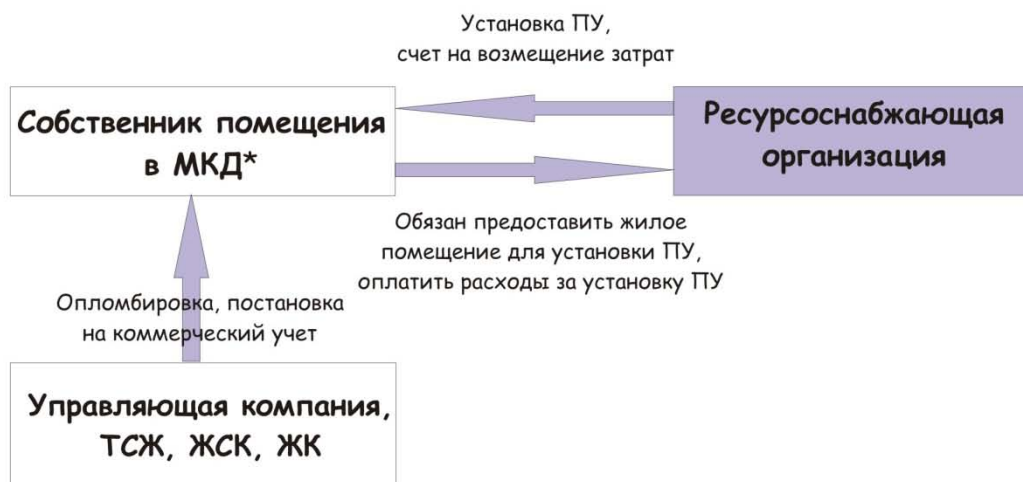 Установка ПУ,
счет на возмещение затрат
Собственник помещения
в МКД*
Ресурсоснабжающая
организация
Обязан предоставить жилое
помещение для установки ПУ,
оплатить расходы за установку ПУ
Опломбировка, постановка
на коммерческий учет
Управляющая компания,
ТСЖ, ЖСК, ЖК